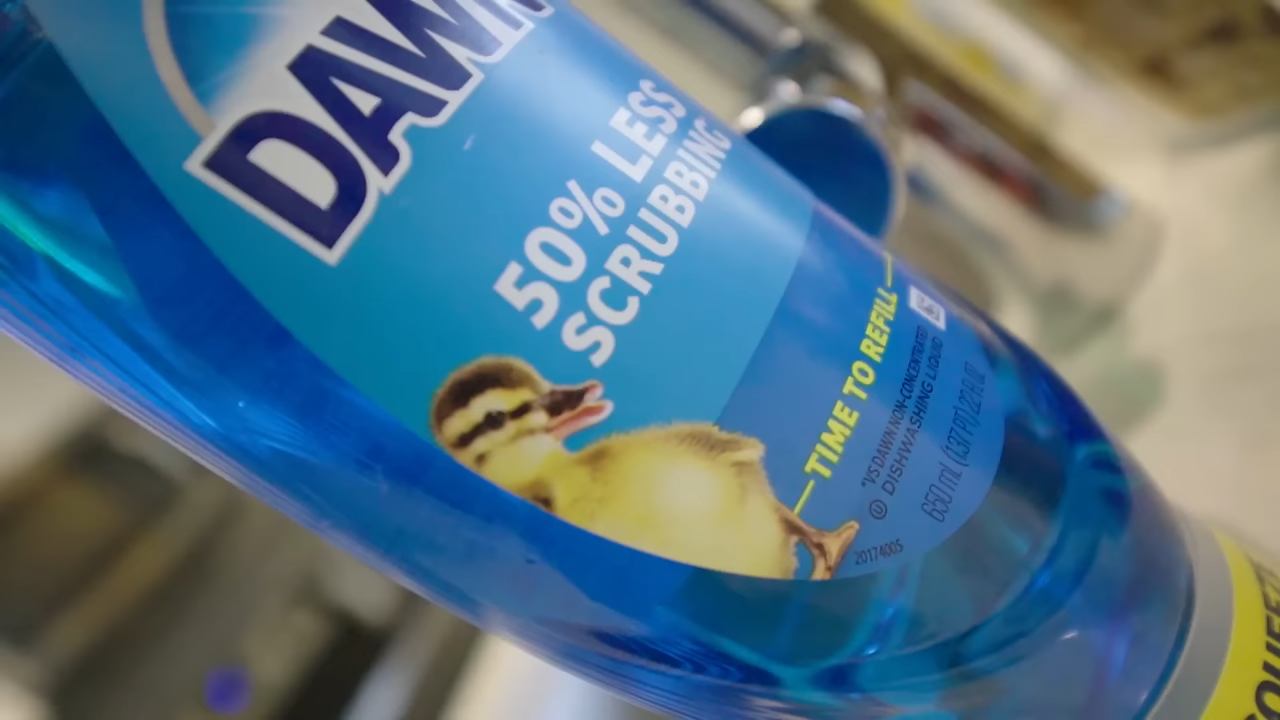 DAWN
50% LESS
SCRUBBING
TIME TO REFILL
*VS DAWN NON-CONCENTRATED
Ⓤ DISHWASHING LIQUID
650 mL (1.37 PT) 22 FL OZ
20174005